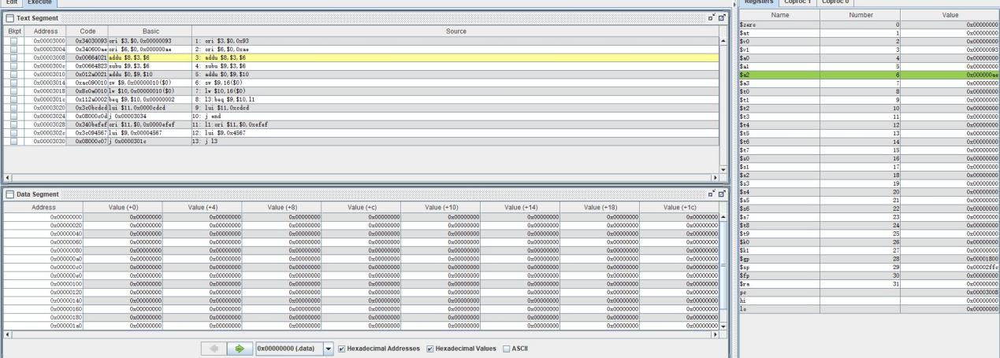 Edit Execute
Text Segment
Bkpt Address Code Basic Source
0x00003000 0x34030093 ori $3,$0,0x00000093 1: ori $3,$0,0x93
0x00003004 0x340600ae ori $6,$0,0x000000ae 2: ori $6,$0,0xae
0x00003008 0x00664021 addu $8,$3,$6 3: addu $8,$3,$6
0x0000300c 0x00664823 subu $9,$3,$6 4: subu $9,$3,$6
0x00003010 0x012a0021 addu $0,$9,$10 5: addu $0,$9,$10
0x00003014 0xac090010 sw $9,0x00000010($0) 6: sw $9,16($0)
0x00003018 0x8c0a0010 lw $10,0x00000010($0) 7: lw $10,16($0)
0x0000301c 0x112a0002 beq $9,$10,0x00000002 8: l3:beq $9,$10,l1
0x00003020 0x3c0bcdcd lui $11,0x0000cdcd 9: lui $11,0xcdcd
0x00003024 0x08000c0d j 0x00003034 10: j end
0x00003028 0x340befef ori $11,$0,0x0000efef 11: l1:ori $11,$0,0xefef
0x0000302c 0x3c094567 lui $9,0x00004567 12: lui $9,0x4567
0x00003030 0x08000c07 j 0x0000301c 13: j l3
Data Segment
Address Value (+0) Value (+4) Value (+8) Value (+c) Value (+10) Value (+14) Value (+18) Value (+1c)
0x00000000 0x00000000 0x00000000 0x00000000 0x00000000 0x00000000 0x00000000 0x00000000 0x00000000
0x00000020 0x00000000 0x00000000 0x00000000 0x00000000 0x00000000 0x00000000 0x00000000 0x00000000
0x00000040 0x00000000 0x00000000 0x00000000 0x00000000 0x00000000 0x00000000 0x00000000 0x00000000
0x00000060 0x00000000 0x00000000 0x00000000 0x00000000 0x00000000 0x00000000 0x00000000 0x00000000
0x00000080 0x00000000 0x00000000 0x00000000 0x00000000 0x00000000 0x00000000 0x00000000 0x00000000
0x000000a0 0x00000000 0x00000000 0x00000000 0x00000000 0x00000000 0x00000000 0x00000000 0x00000000
0x000000c0 0x00000000 0x00000000 0x00000000 0x00000000 0x00000000 0x00000000 0x00000000 0x00000000
0x000000e0 0x00000000 0x00000000 0x00000000 0x00000000 0x00000000 0x00000000 0x00000000 0x00000000
0x00000100 0x00000000 0x00000000 0x00000000 0x00000000 0x00000000 0x00000000 0x00000000 0x00000000
0x00000120 0x00000000 0x00000000 0x00000000 0x00000000 0x00000000 0x00000000 0x00000000 0x00000000
0x00000140 0x00000000 0x00000000 0x00000000 0x00000000 0x00000000 0x00000000 0x00000000 0x00000000
0x00000160 0x00000000 0x00000000 0x00000000 0x00000000 0x00000000 0x00000000 0x00000000 0x00000000
0x00000180 0x00000000 0x00000000 0x00000000 0x00000000 0x00000000 0x00000000 0x00000000 0x00000000
0x000001a0 0x00000000 0x00000000 0x00000000 0x00000000 0x00000000 0x00000000 0x00000000 0x00000000
0x00000000 (.data) Hexadecimal Addresses Hexadecimal Values ASCII
Registers Coproc 1 Coproc 0
Name Number Value
$zero 0 0x00000000
$at 1 0x00000000
$v0 2 0x00000000
$v1 3 0x00000093
$a0 4 0x00000000
$a1 5 0x00000000
$a2 6 0x000000ae
$a3 7 0x00000000
$t0 8 0x00000000
$t1 9 0x00000000
$t2 10 0x00000000
$t3 11 0x00000000
$t4 12 0x00000000
$t5 13 0x00000000
$t6 14 0x00000000
$t7 15 0x00000000
$s0 16 0x00000000
$s1 17 0x00000000
$s2 18 0x00000000
$s3 19 0x00000000
$s4 20 0x00000000
$s5 21 0x00000000
$s6 22 0x00000000
$s7 23 0x00000000
$t8 24 0x00000000
$t9 25 0x00000000
$k0 26 0x00000000
$k1 27 0x00000000
$gp 28 0x00001800
$sp 29 0x00002ffc
$fp 30 0x00000000
$ra 31 0x00000000
pc 0x00003008
hi 0x00000000
lo 0x00000000